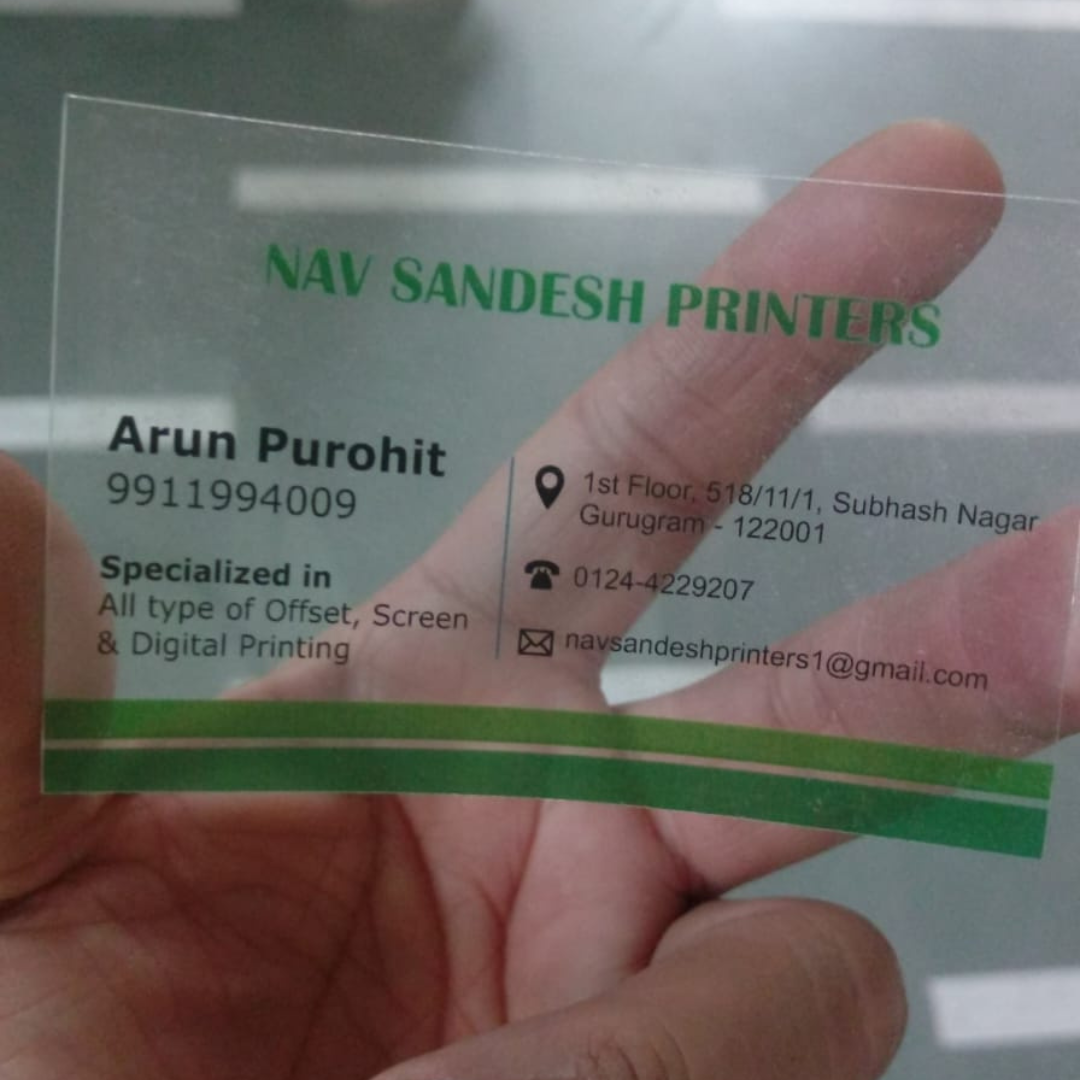 NAV SANDESH PRINTERS
Arun Purohit
9911994009
Specialized in
All type of Offset, Screen
& Digital Printing
1st Floor, 518/11/1, Subhash Nagar
Gurugram - 122001
0124-4229207
navsandeshprinters1@gmail.com